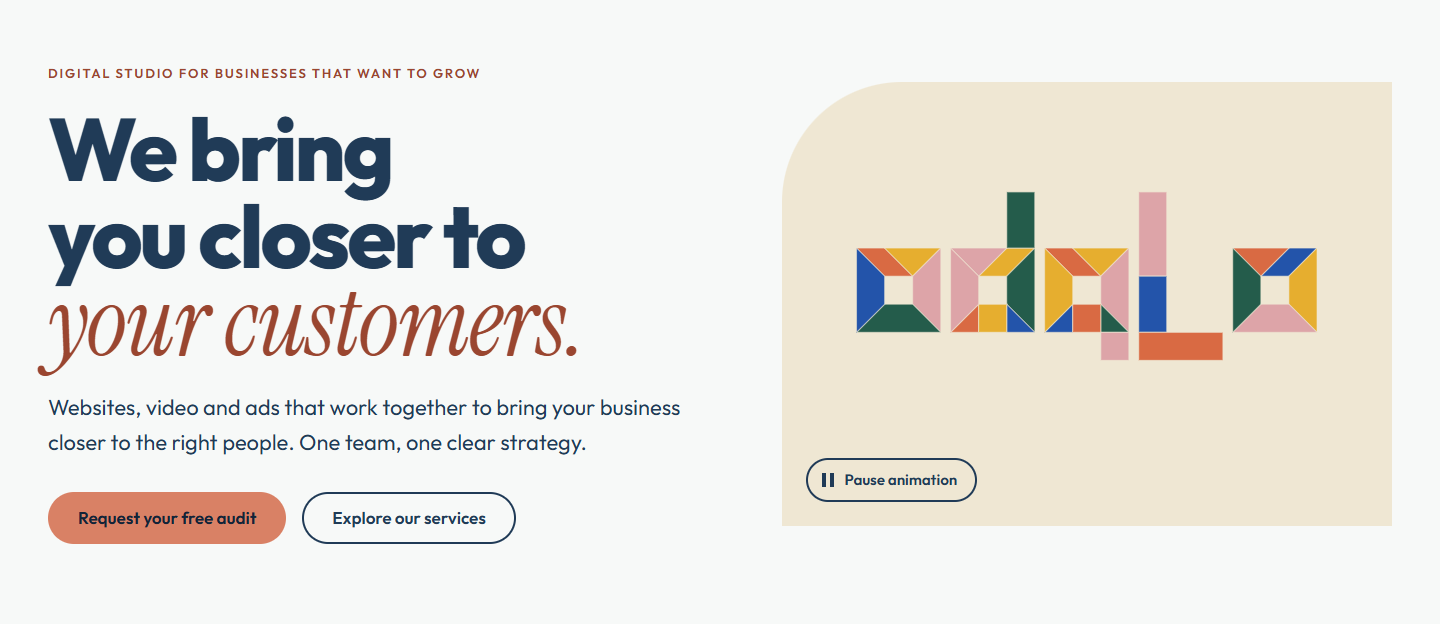 DIGITAL STUDIO FOR BUSINESSES THAT WANT TO GROW
We bring
you closer to
your customers.
Websites, video and ads that work together to bring your business
closer to the right people. One team, one clear strategy.
Request your free audit
Explore our services
Pause animation